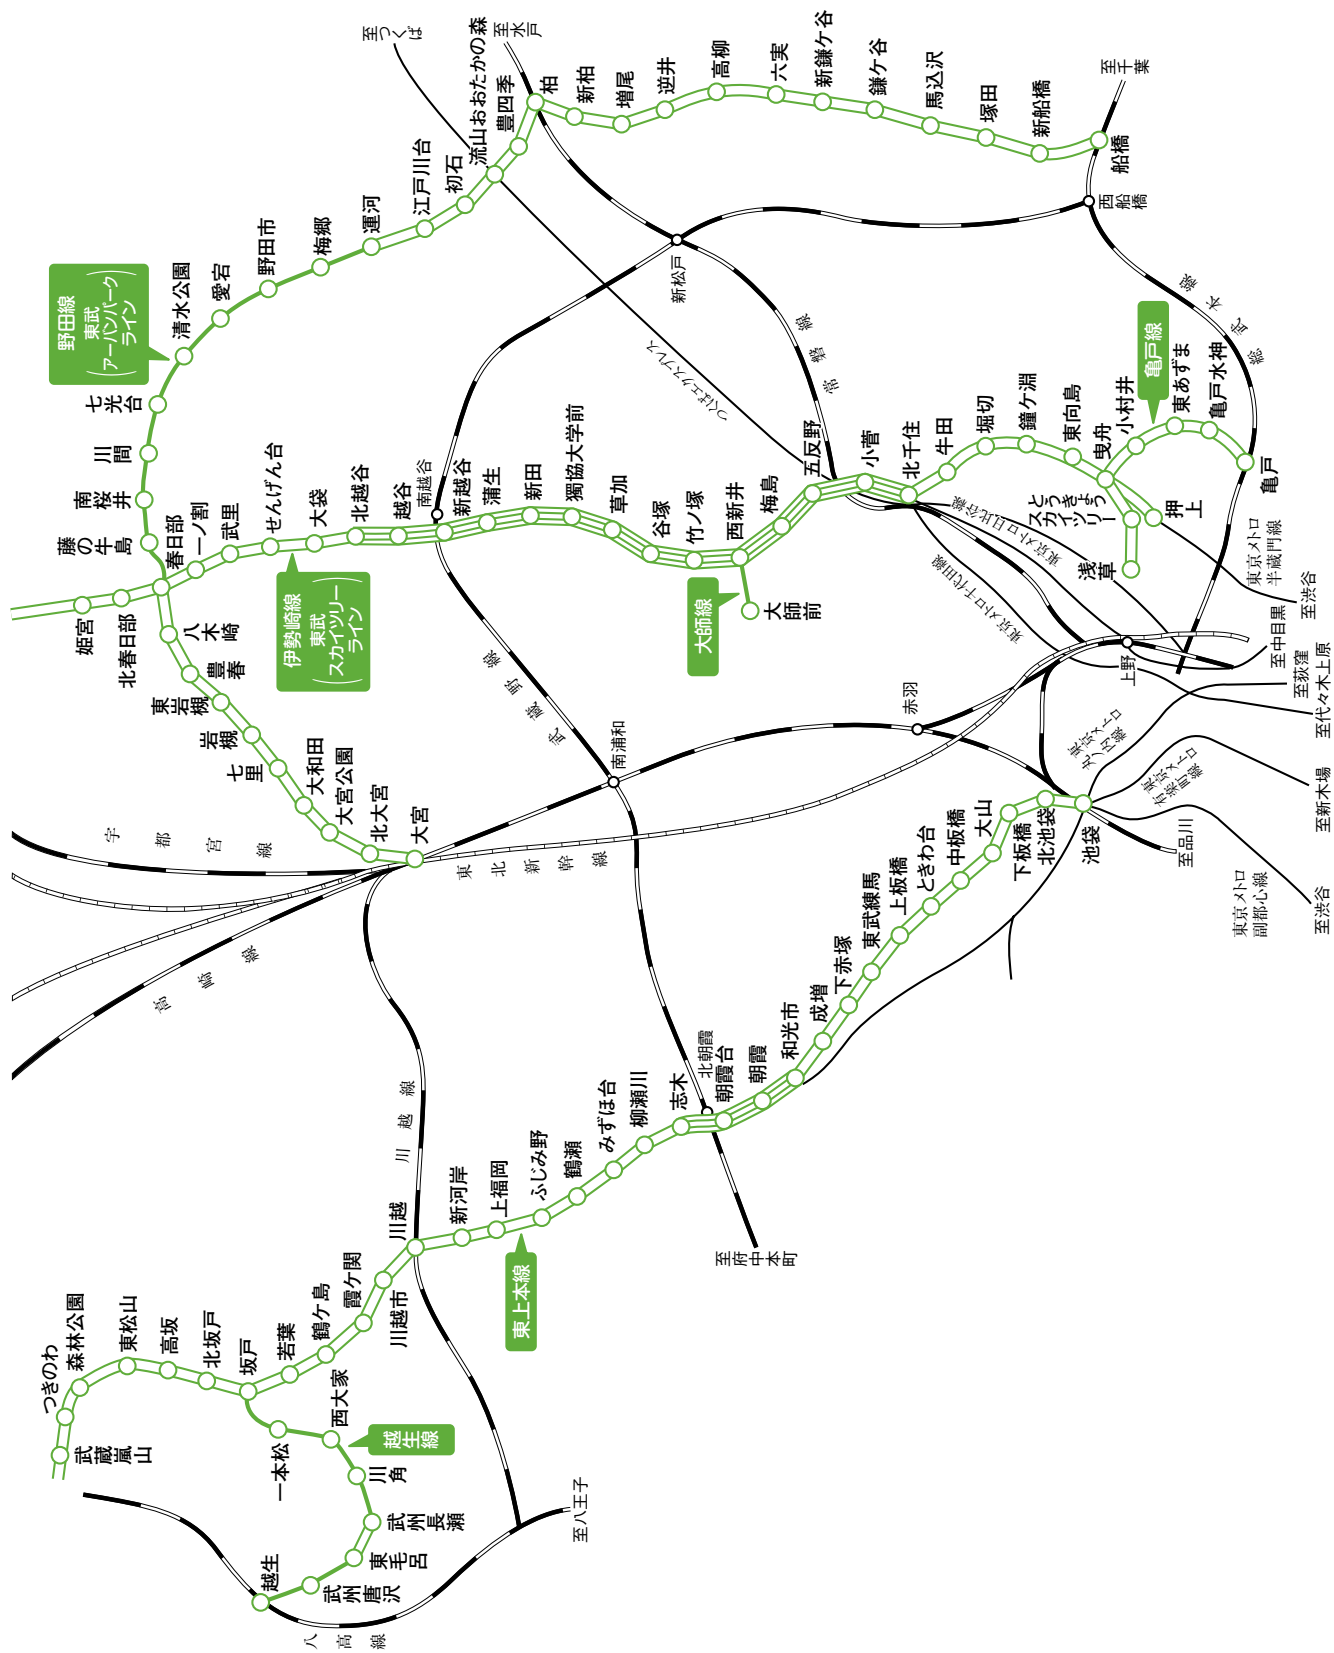 至つくば
至水戸
流山おおたかの森
豊四季
柏
新柏
増尾
逆井
高柳
六実
新鎌ケ谷
鎌ケ谷
馬込沢
塚田
新船橋
船橋
至千葉
西船橋
江戸川台
初石
運河
梅郷
野田市
愛宕
清水公園
野田線
東武
アーバンパーク
ライン
七光台
川間
南桜井
藤の牛島
春日部
一ノ割
武里
せんげん台
大袋
北越谷
越谷
南越谷
新越谷
蒲生
新田
獨協大学前
草加
谷塚
竹ノ塚
西新井
梅島
五反野
小菅
北千住
牛田
堀切
鐘ケ淵
東向島
曳舟
小村井
東あずま
亀戸水神
亀戸
亀戸線
とうきょう
スカイツリー
押上
浅草
新松戸
つくばエクスプレス
常磐線
総武本線
伊勢崎線
東武
スカイツリー
ライン
大師線
大師前
東京メトロ日比谷線
東京メトロ千代田線
東京メトロ
半蔵門線
至渋谷
至中目黒
至荻窪
至代々木上原
上野
赤羽
南浦和
武蔵野線
姫宮
北春日部
八木崎
豊春
東岩槻
岩槻
七里
大和田
大宮公園
北大宮
大宮
宇都宮線
東北新幹線
高崎線
東京メトロ
丸ノ内線
東京メトロ
有楽町線
至新木場
至品川
東京メトロ
副都心線
至渋谷
池袋
北池袋
下板橋
大山
中板橋
ときわ台
上板橋
東武練馬
下赤塚
成増
和光市
朝霞
朝霞台
北朝霞
志木
柳瀬川
みずほ台
鶴瀬
ふじみ野
上福岡
新河岸
川越
川越線
至府中本町
東上本線
川越市
霞ケ関
鶴ケ島
若葉
坂戸
北坂戸
高坂
東松山
森林公園
つきのわ
武蔵嵐山
一本松
西大家
越生線
川角
武州長瀬
東毛呂
武州唐沢
越生
八高線
至八王子